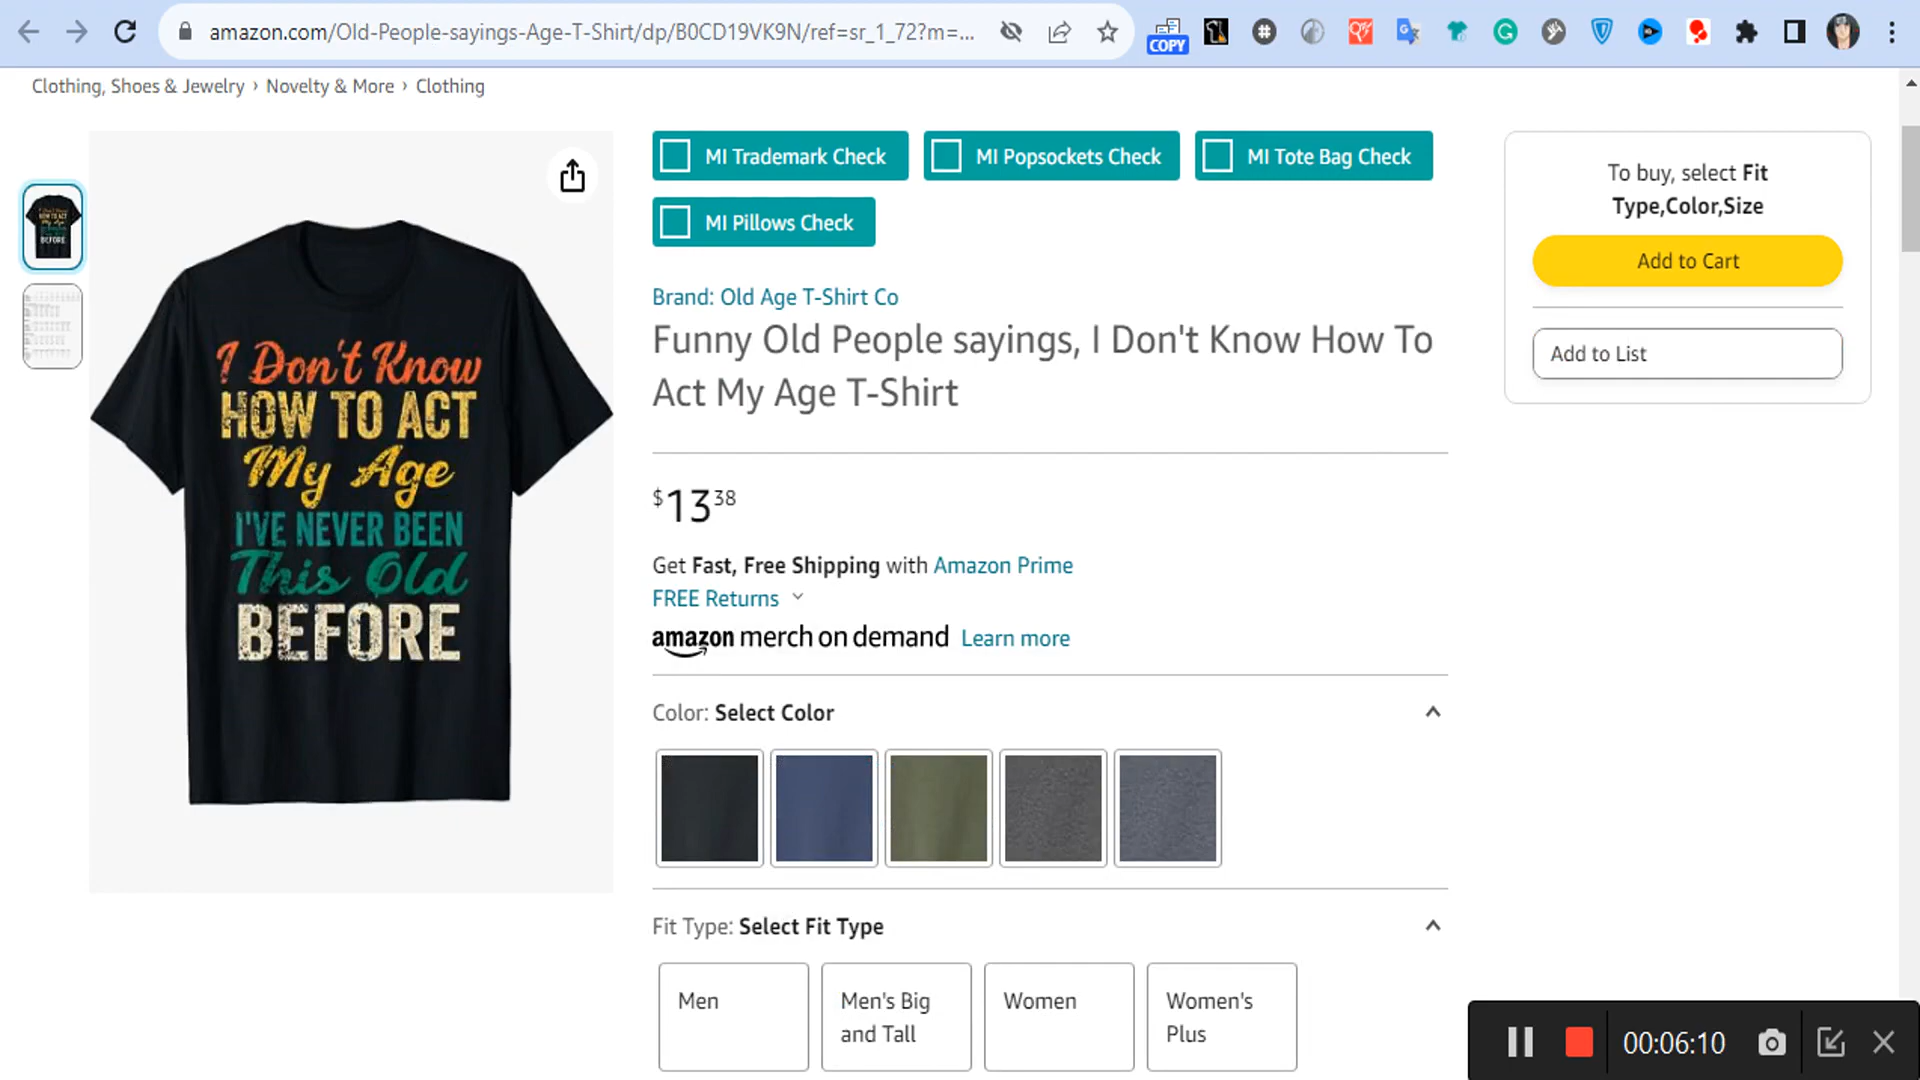 amazon.com/Old-People-sayings-Age-T-Shirt/dp/B0CD19VK9N/ref=sr_1_72?m=...
COPY
Clothing, Shoes & Jewelry › Novelty & More › Clothing
MI Trademark Check
MI Popsockets Check
MI Tote Bag Check
MI Pillows Check
I Don't Know
HOW TO ACT
My Age
I'VE NEVER BEEN
This Old
BEFORE
Brand: Old Age T-Shirt Co
Funny Old People sayings, I Don't Know How To
Act My Age T-Shirt
$13 38
Get Fast, Free Shipping with Amazon Prime
FREE Returns
amazon merch on demand Learn more
Color: Select Color
Fit Type: Select Fit Type
Men
Men's Big
and Tall
Women
Women's
Plus
To buy, select Fit
Type,Color,Size
Add to Cart
Add to List
00:06:10